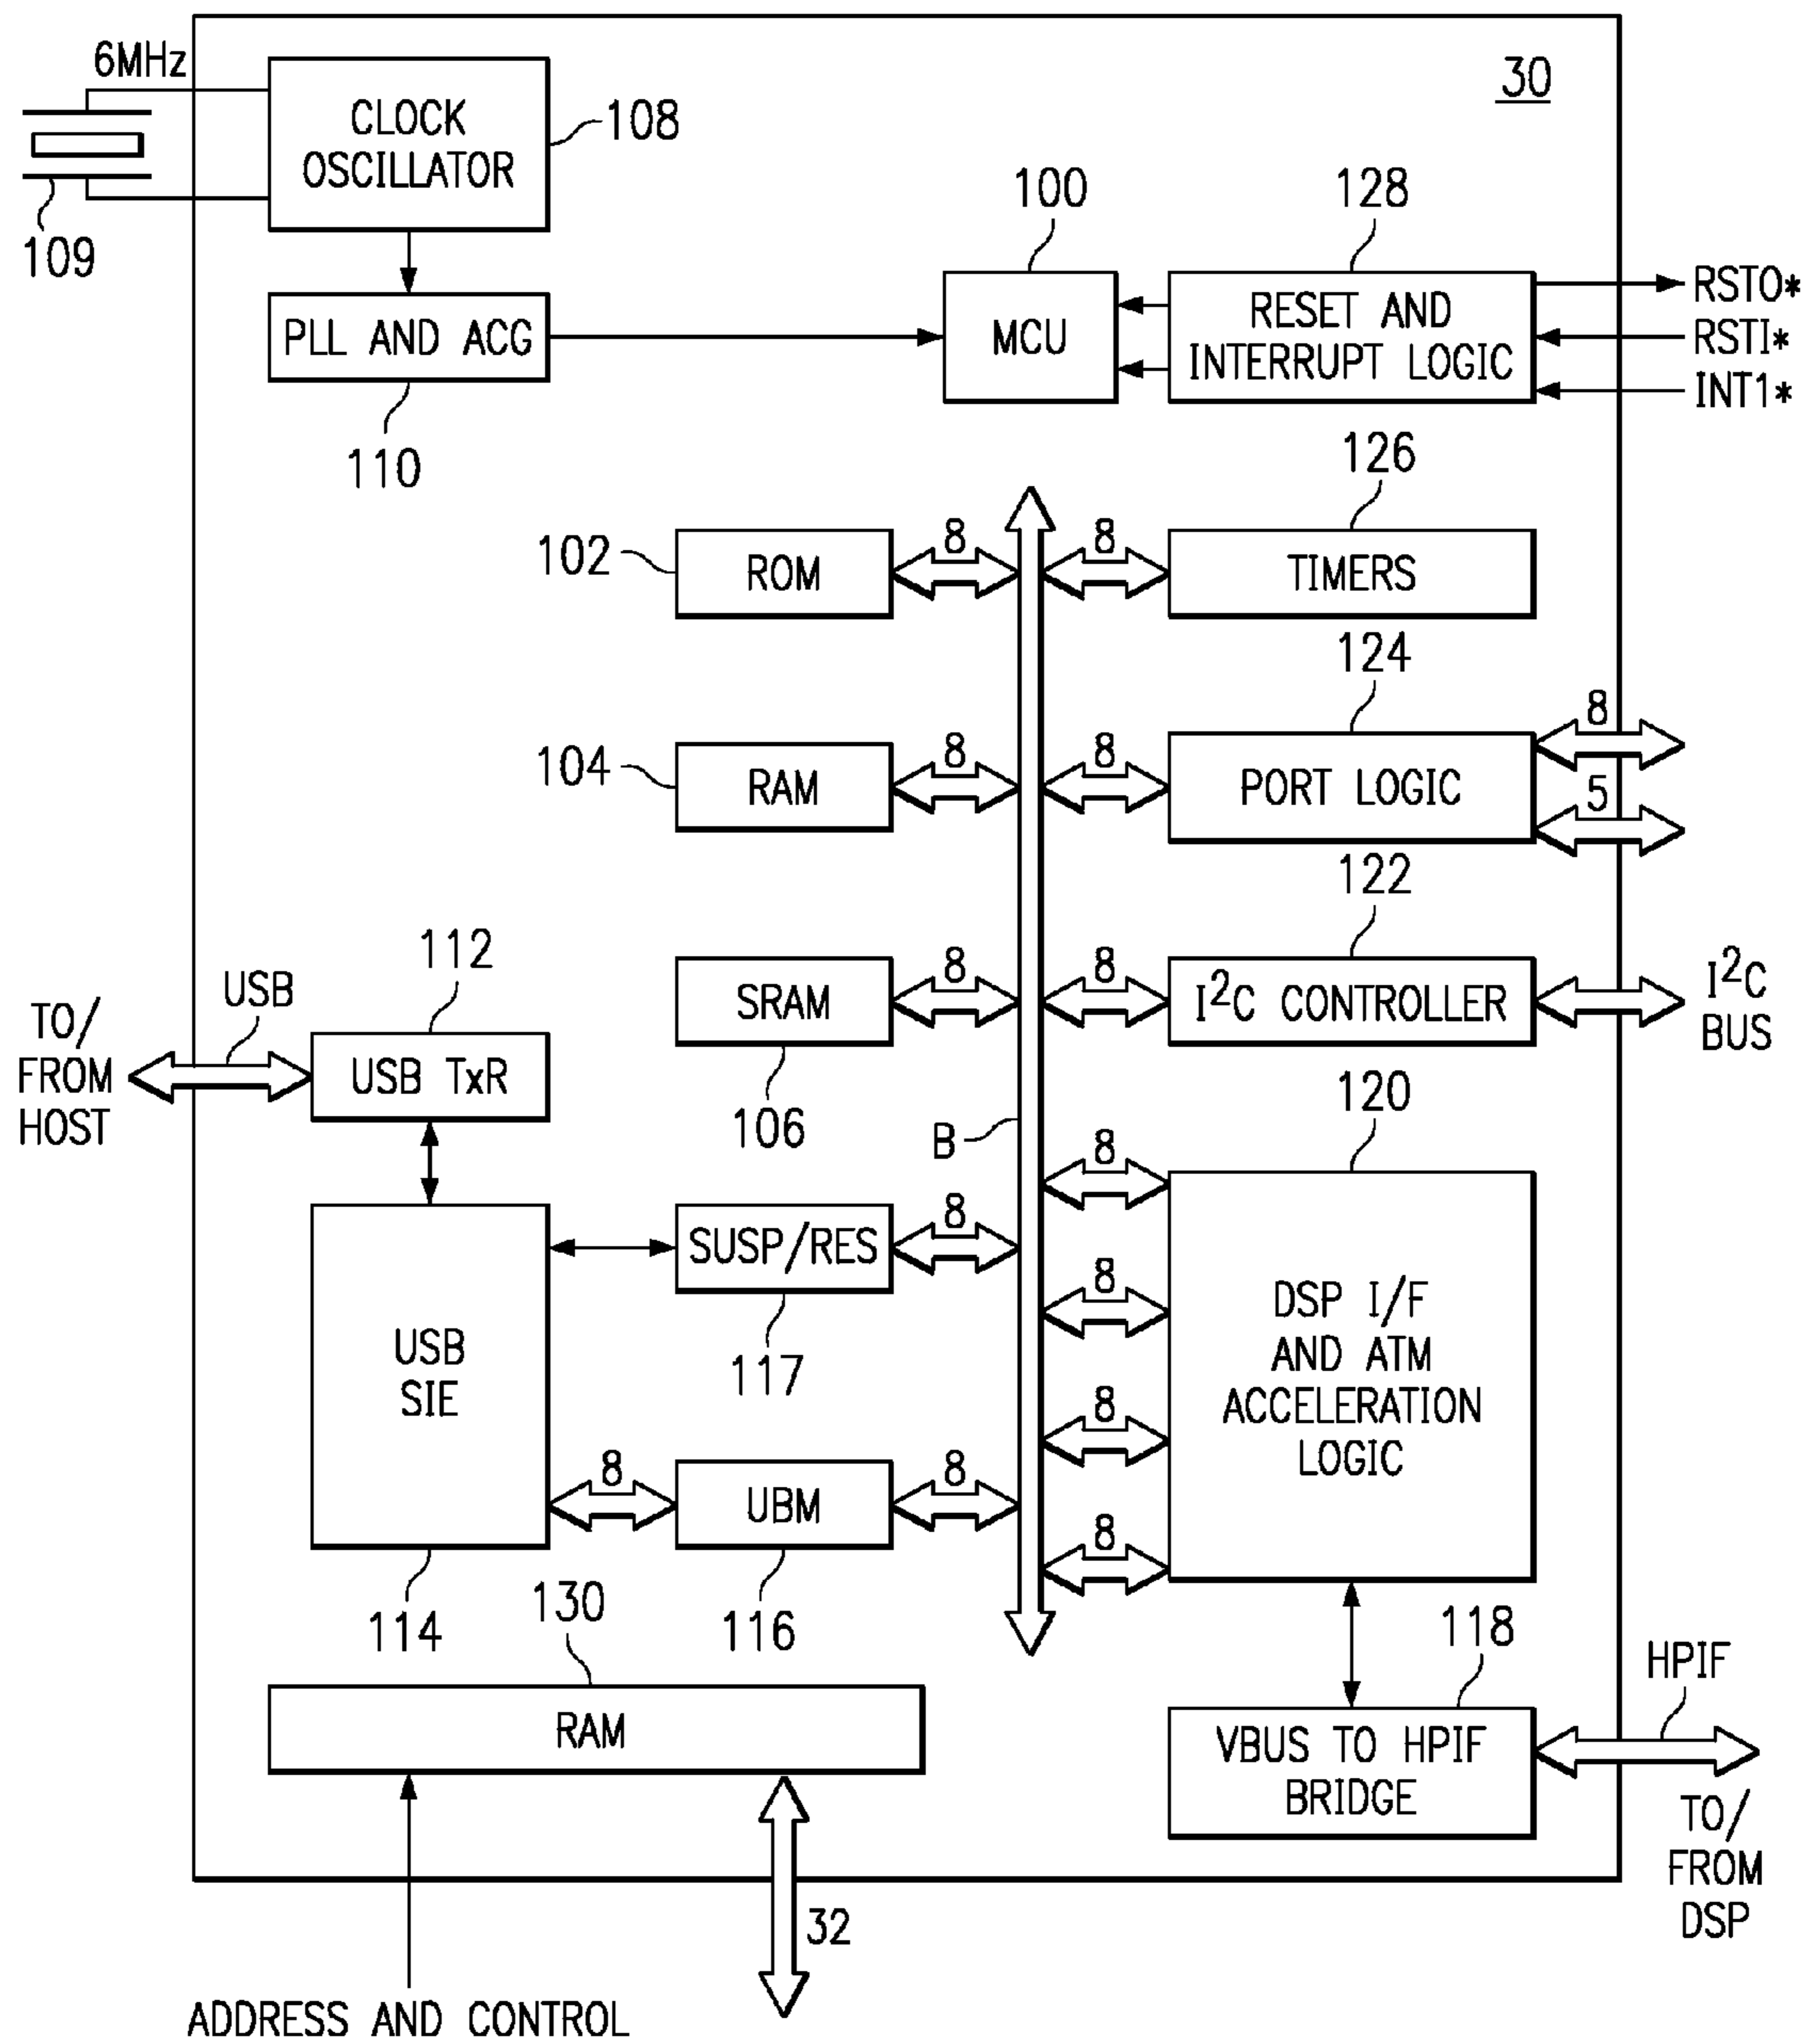 6MHz
CLOCK
OSCILLATOR
108
30
109
100
128
PLL AND ACG
MCU
RESET AND
INTERRUPT LOGIC
RSTO*
RSTI*
INT1*
110
126
102
ROM
8
8
TIMERS
124
104
RAM
8
8
PORT LOGIC
8
5
122
112
USB
TO/
FROM
HOST
USB TxR
SRAM
8
8
I²C CONTROLLER
I²C
BUS
106
B
120
8
SUSP/RES
8
8
117
USB
SIE
DSP I/F
AND ATM
ACCELERATION
LOGIC
8
8
UBM
8
8
114
130
116
118
HPIF
RAM
VBUS TO HPIF
BRIDGE
TO/
FROM
DSP
32
ADDRESS AND CONTROL